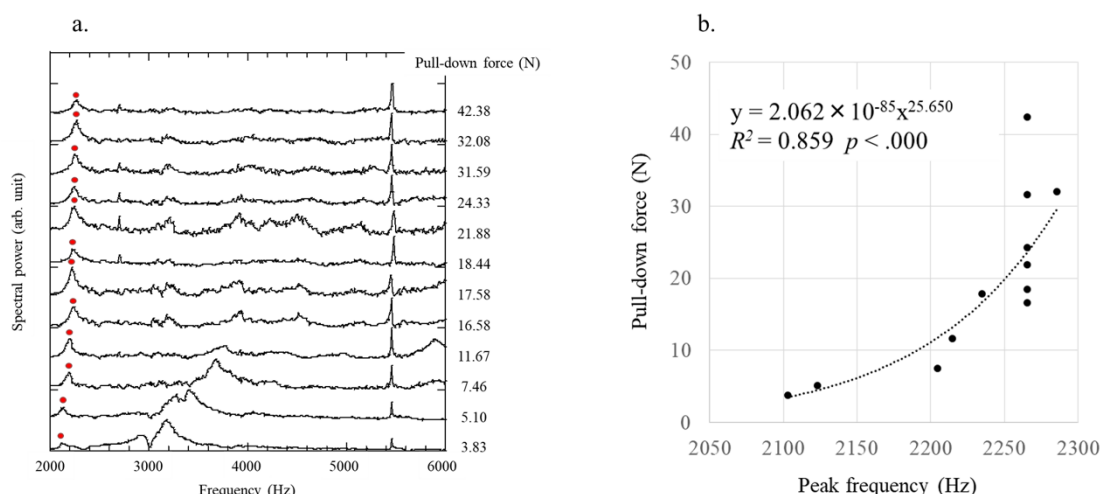 a.
Pull-down force (N)
42.38
32.08
31.59
24.33
21.88
18.44
17.58
16.58
11.67
7.46
5.10
3.83
Spectral power (arb. unit)
2000 3000 4000 5000 6000
Frequency (Hz)
b.
y = 2.062 × 10-85x25.650
R2 = 0.859 p < .000
50
40
30
20
10
0
Pull-down force (N)
2050 2100 2150 2200 2250 2300
Peak frequency (Hz)